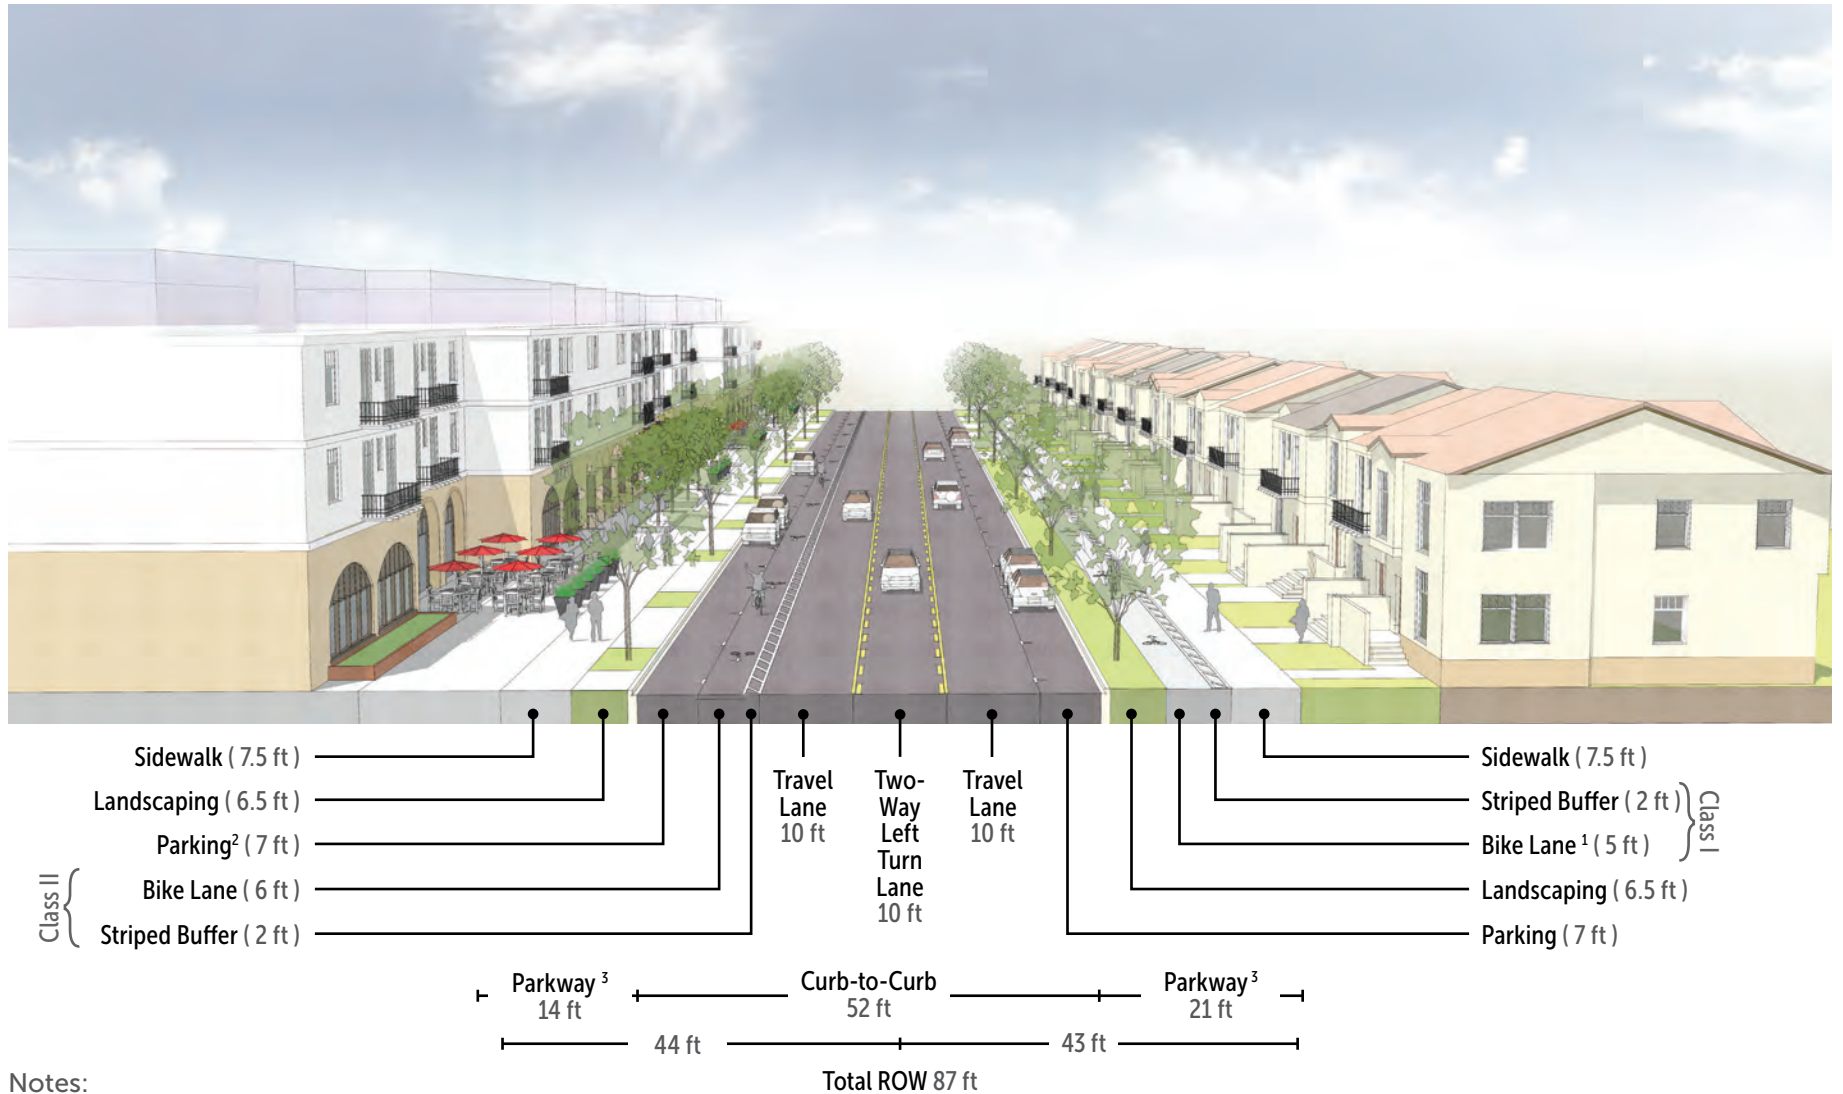 Sidewalk ( 7.5 ft )
Landscaping ( 6.5 ft )
Parking² ( 7 ft )
Bike Lane ( 6 ft )
Striped Buffer ( 2 ft )
Class II
Travel
Lane
10 ft
Two-
Way
Left
Turn
Lane
10 ft
Travel
Lane
10 ft
Sidewalk ( 7.5 ft )
Striped Buffer ( 2 ft )
Bike Lane ¹ ( 5 ft )
Class I
Landscaping ( 6.5 ft )
Parking ( 7 ft )
Parkway ³
14 ft
Curb-to-Curb
52 ft
Parkway ³
21 ft
44 ft
43 ft
Total ROW 87 ft
Notes: